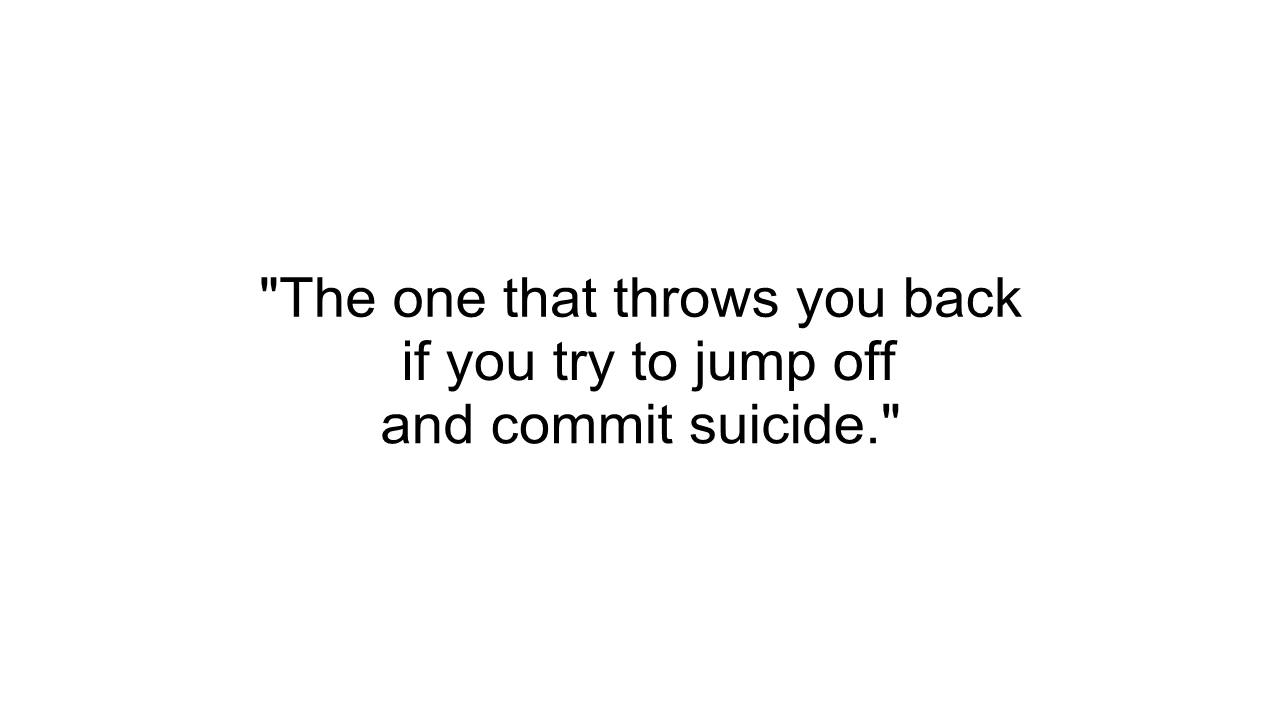 "The one that throws you back
if you try to jump off
and commit suicide."